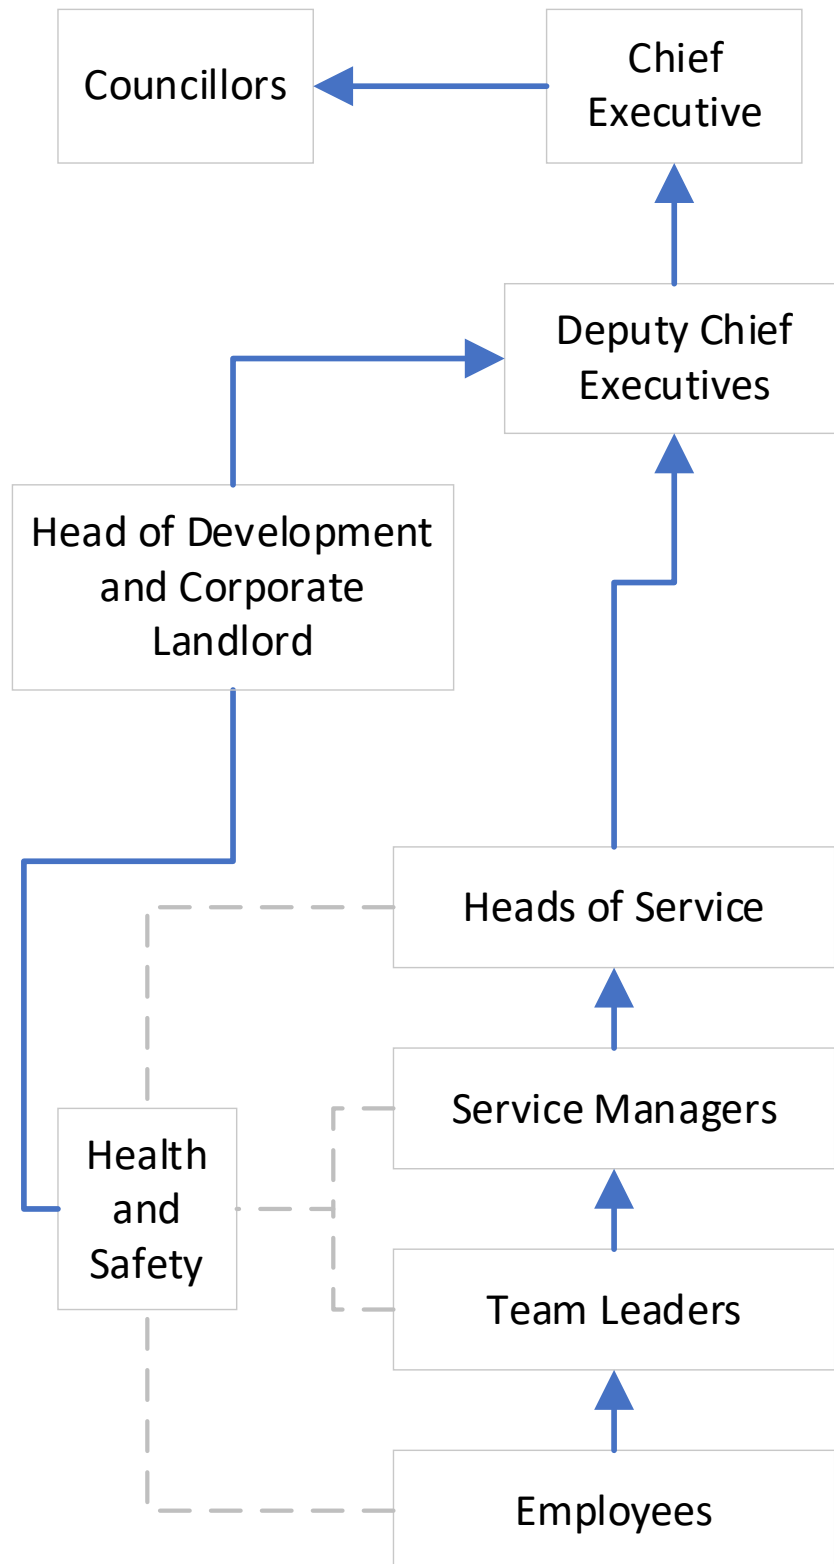 Councillors
Chief
Executive
Deputy Chief
Executives
Head of Development
and Corporate
Landlord
Heads of Service
Service Managers
Health
and
Safety
Team Leaders
Employees